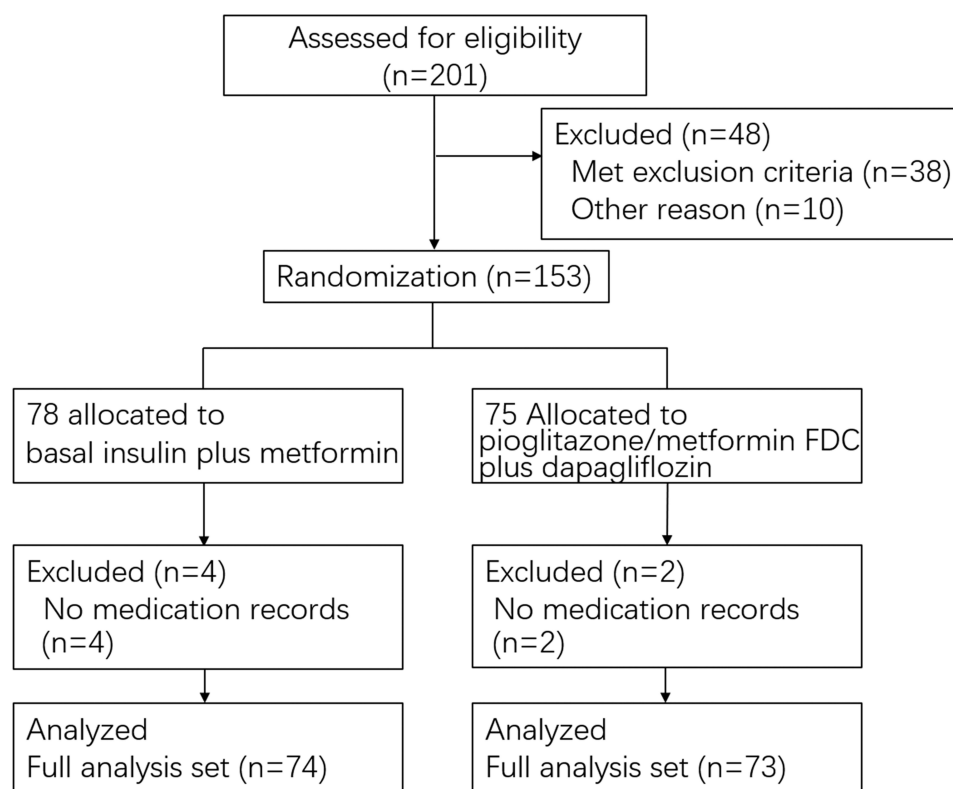 Assessed for eligibility
(n=201)
Excluded (n=48)
Met exclusion criteria (n=38)
Other reason (n=10)
Randomization (n=153)
78 allocated to
basal insulin plus metformin
75 Allocated to
pioglitazone/metformin FDC
plus dapagliflozin
Excluded (n=4)
No medication records
(n=4)
Excluded (n=2)
No medication records
(n=2)
Analyzed
Full analysis set (n=74)
Analyzed
Full analysis set (n=73)